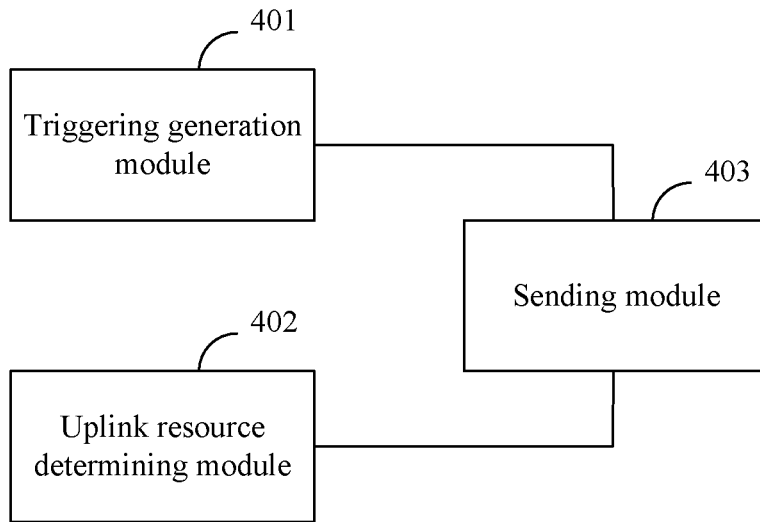 401
Triggering generation
module
403
Sending module
402
Uplink resource
determining module